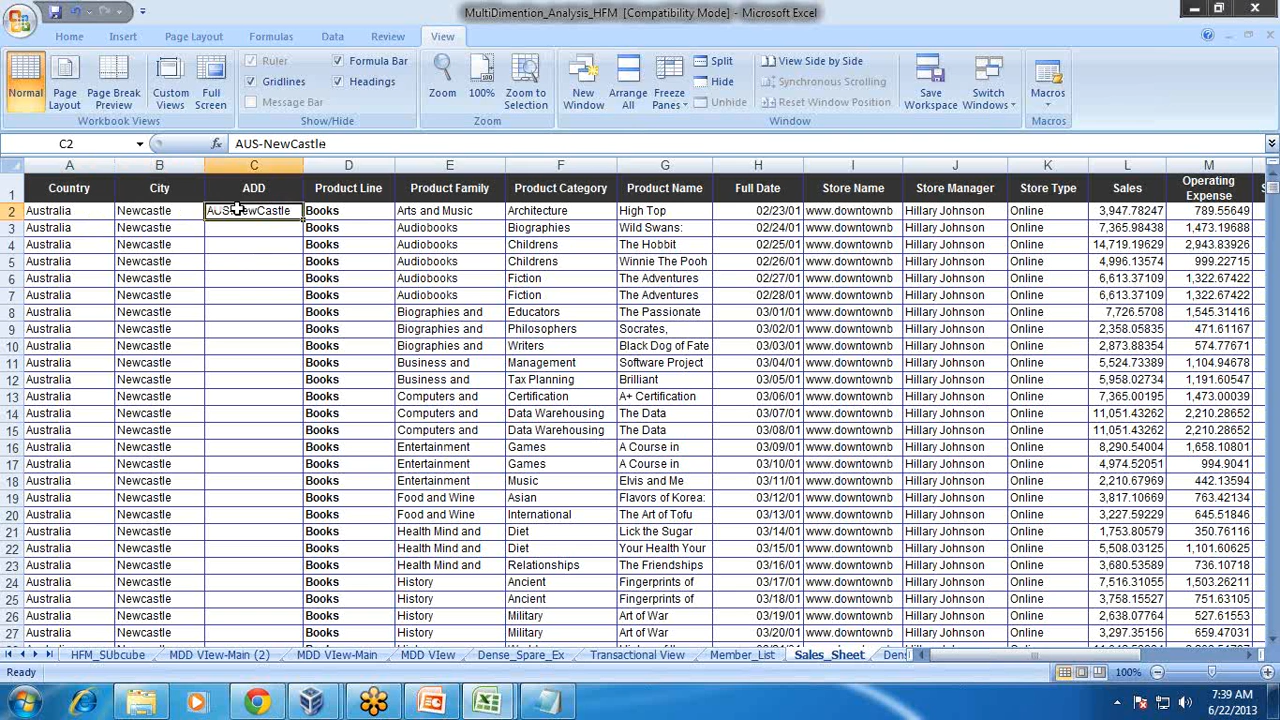 MultiDimention_Analysis_HFM [Compatibility Mode] - Microsoft Excel
Home Insert Page Layout Formulas Data Review View
Normal Page Layout Page Break Preview Custom Views Full Screen
Workbook Views
Ruler Formula Bar
Gridlines Headings
Message Bar
Show/Hide
Zoom 100% Zoom to Selection
Zoom
New Window Arrange All Freeze Panes Split Hide Unhide
View Side by Side
Synchronous Scrolling
Reset Window Position
Window
Save Workspace Switch Windows
Macros
Macros
C2 fx AUS-NewCastle
A B C D E F G H I J K L M
1 Country City ADD Product Line Product Family Product Category Product Name Full Date Store Name Store Manager Store Type Sales Operating Expense
2 Australia Newcastle AUS-NewCastle Books Arts and Music Architecture High Top 02/23/01 www.downtownb Hillary Johnson Online 3,947.78247 789.55649
3 Australia Newcastle Books Audiobooks Biographies Wild Swans: 02/24/01 www.downtownb Hillary Johnson Online 7,365.98438 1,473.19688
4 Australia Newcastle Books Audiobooks Childrens The Hobbit 02/25/01 www.downtownb Hillary Johnson Online 14,719.19629 2,943.83926
5 Australia Newcastle Books Audiobooks Childrens Winnie The Pooh 02/26/01 www.downtownb Hillary Johnson Online 4,996.13574 999.22715
6 Australia Newcastle Books Audiobooks Fiction The Adventures 02/27/01 www.downtownb Hillary Johnson Online 6,613.37109 1,322.67422
7 Australia Newcastle Books Audiobooks Fiction The Adventures 02/28/01 www.downtownb Hillary Johnson Online 6,613.37109 1,322.67422
8 Australia Newcastle Books Biographies and Educators The Passionate 03/01/01 www.downtownb Hillary Johnson Online 7,726.5708 1,545.31416
9 Australia Newcastle Books Biographies and Philosophers Socrates, 03/02/01 www.downtownb Hillary Johnson Online 2,358.05835 471.61167
10 Australia Newcastle Books Biographies and Writers Black Dog of Fate 03/03/01 www.downtownb Hillary Johnson Online 2,873.88354 574.77671
11 Australia Newcastle Books Business and Management Software Project 03/04/01 www.downtownb Hillary Johnson Online 5,524.73389 1,104.94678
12 Australia Newcastle Books Business and Tax Planning Brilliant 03/05/01 www.downtownb Hillary Johnson Online 5,958.02734 1,191.60547
13 Australia Newcastle Books Computers and Certification A+ Certification 03/06/01 www.downtownb Hillary Johnson Online 7,365.00195 1,473.00039
14 Australia Newcastle Books Computers and Data Warehousing The Data 03/07/01 www.downtownb Hillary Johnson Online 11,051.43262 2,210.28652
15 Australia Newcastle Books Computers and Data Warehousing The Data 03/08/01 www.downtownb Hillary Johnson Online 11,051.43262 2,210.28652
16 Australia Newcastle Books Entertainment Games A Course in 03/09/01 www.downtownb Hillary Johnson Online 8,290.54004 1,658.10801
17 Australia Newcastle Books Entertainment Games A Course in 03/10/01 www.downtownb Hillary Johnson Online 4,974.52051 994.9041
18 Australia Newcastle Books Entertainment Music Elvis and Me 03/11/01 www.downtownb Hillary Johnson Online 2,210.67969 442.13594
19 Australia Newcastle Books Food and Wine Asian Flavors of Korea: 03/12/01 www.downtownb Hillary Johnson Online 3,817.10669 763.42134
20 Australia Newcastle Books Food and Wine International The Art of Tofu 03/13/01 www.downtownb Hillary Johnson Online 3,227.59229 645.51846
21 Australia Newcastle Books Health Mind and Diet Lick the Sugar 03/14/01 www.downtownb Hillary Johnson Online 1,753.80579 350.76116
22 Australia Newcastle Books Health Mind and Diet Your Health Your 03/15/01 www.downtownb Hillary Johnson Online 5,508.03125 1,101.60625
23 Australia Newcastle Books Health Mind and Relationships The Friendships 03/16/01 www.downtownb Hillary Johnson Online 3,680.53589 736.10718
24 Australia Newcastle Books History Ancient Fingerprints of 03/17/01 www.downtownb Hillary Johnson Online 7,516.31055 1,503.26211
25 Australia Newcastle Books History Ancient Fingerprints of 03/18/01 www.downtownb Hillary Johnson Online 3,758.15527 751.63105
26 Australia Newcastle Books History Military Art of War 03/19/01 www.downtownb Hillary Johnson Online 2,638.07764 527.61553
27 Australia Newcastle Books History Military Art of War 03/20/01 www.downtownb Hillary Johnson Online 3,297.35156 659.47031
HFM_SUbcube MDD VIew-Main (2) MDD VIew-Main MDD VIew Dense_Spare_Ex Transactional View Member_List Sales_Sheet Den
Ready 100%
7:39 AM
6/22/2013